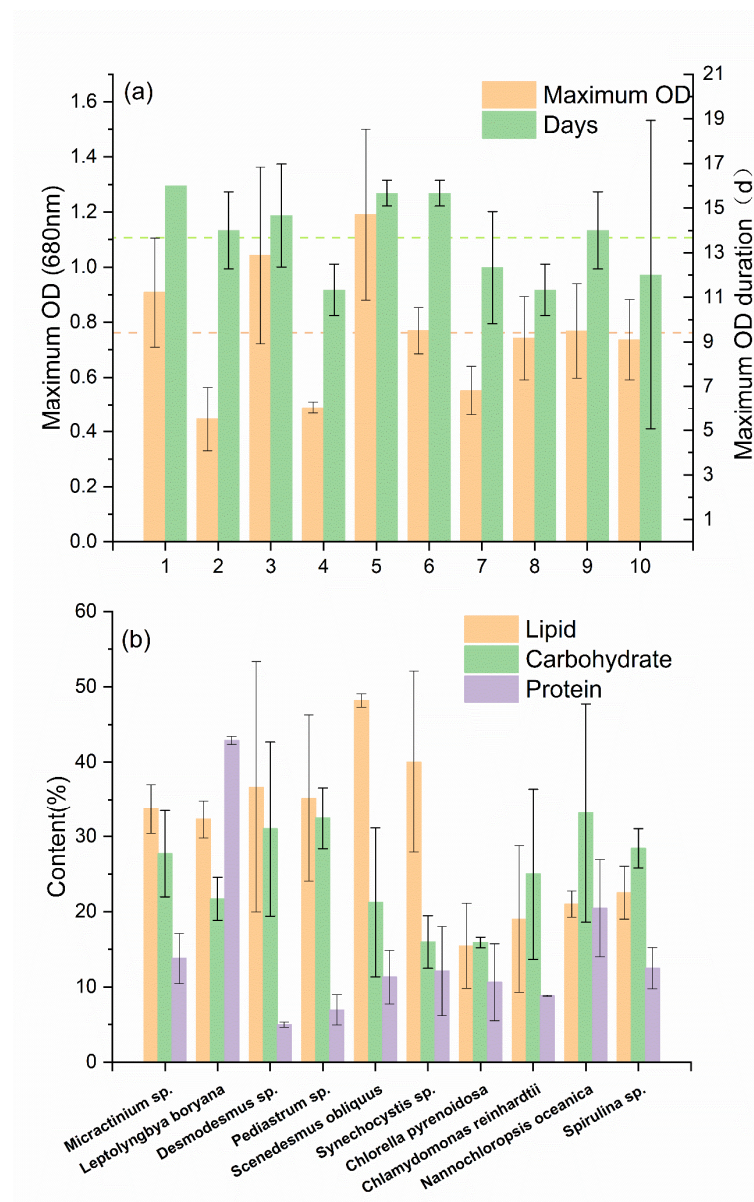 (a)
Maximum OD
Days
Maximum OD (680nm)
1.6
1.4
1.2
1.0
0.8
0.6
0.4
0.2
0.0
21
19
17
15
13
11
9
7
5
3
1
Maximum OD duration（d）
1 2 3 4 5 6 7 8 9 10
(b)
Lipid
Carbohydrate
Protein
Content(%)
60
50
40
30
20
10
0
Micractinium sp.
Leptolyngbya boryana
Desmodesmus sp.
Pediastrum sp.
Scenedesmus obliquus
Synechocystis sp.
Chlorella pyrenoidosa
Chlamydomonas reinhardtii
Nannochloropsis oceanica
Spirulina sp.